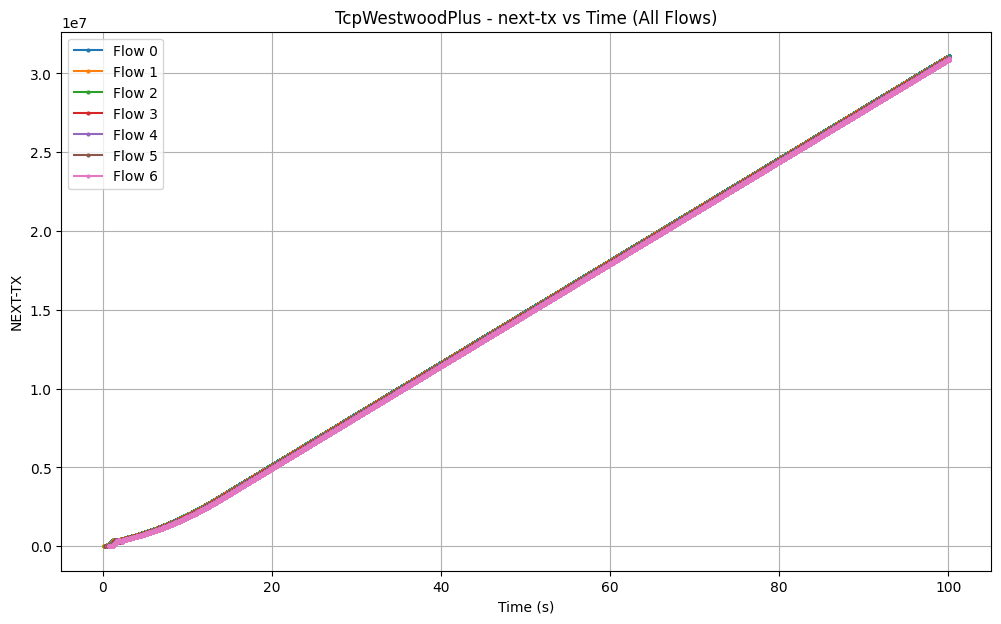 TcpWestwoodPlus - next-tx vs Time (All Flows)
1e7
Flow 0
Flow 1
Flow 2
Flow 3
Flow 4
Flow 5
Flow 6
3.0
2.5
2.0
1.5
1.0
0.5
0.0
NEXT-TX
0 20 40 60 80 100
Time (s)